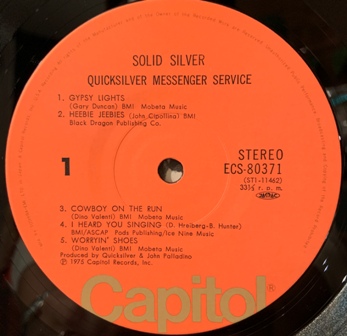 SOLID SILVER
QUICKSILVER MESSENGER SERVICE
1. GYPSY LIGHTS
(Gary Duncan) BMI Mobeta Music
2. HEEBIE JEEBIES (John Cipollina) BMI
Black Dragon Publishing Co.
1
STEREO
ECS-80371
(ST1-11462)
33⅓ r. p. m.
3. COWBOY ON THE RUN
(Dino Valenti) BMI Mobeta Music
4. I HEARD YOU SINGING (D. Freiberg-B. Hunter)
BMI/ASCAP Pods Publishing/Ice Nine Music
5. WORRYIN' SHOES
(Dino Valenti) BMI Mobeta Music
Produced by Quicksilver & John Palladino
Ⓟ 1975 Capitol Records, Inc.
Capitol®